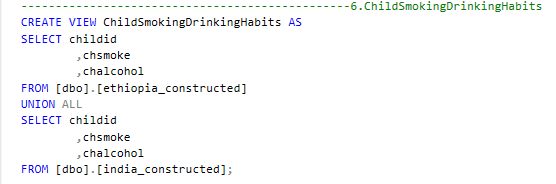 -----------------------------------------------6.ChildSmokingDrinkingHabits
CREATE VIEW ChildSmokingDrinkingHabits AS
SELECT childid
,chsmoke
,chalcohol
FROM [dbo].[ethiopia_constructed]
UNION ALL
SELECT childid
,chsmoke
,chalcohol
FROM [dbo].[india_constructed];